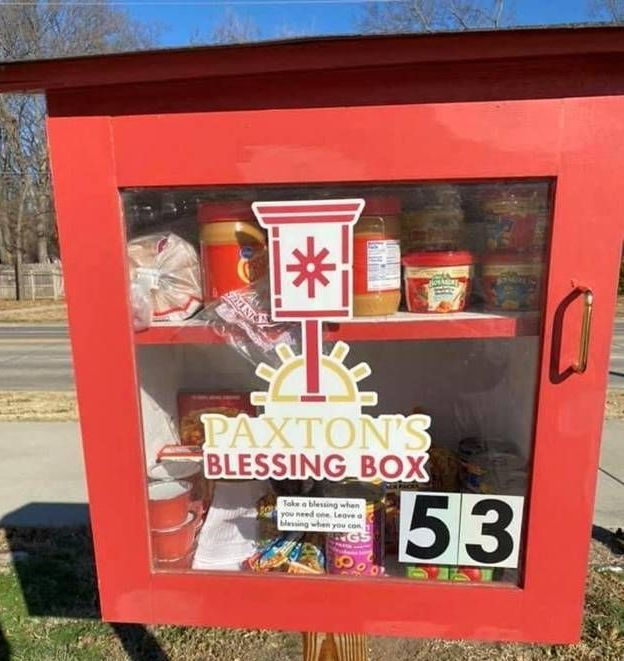 PAXTON'S
BLESSING BOX
Take a blessing when
you need one. Leave a
blessing when you can.
53